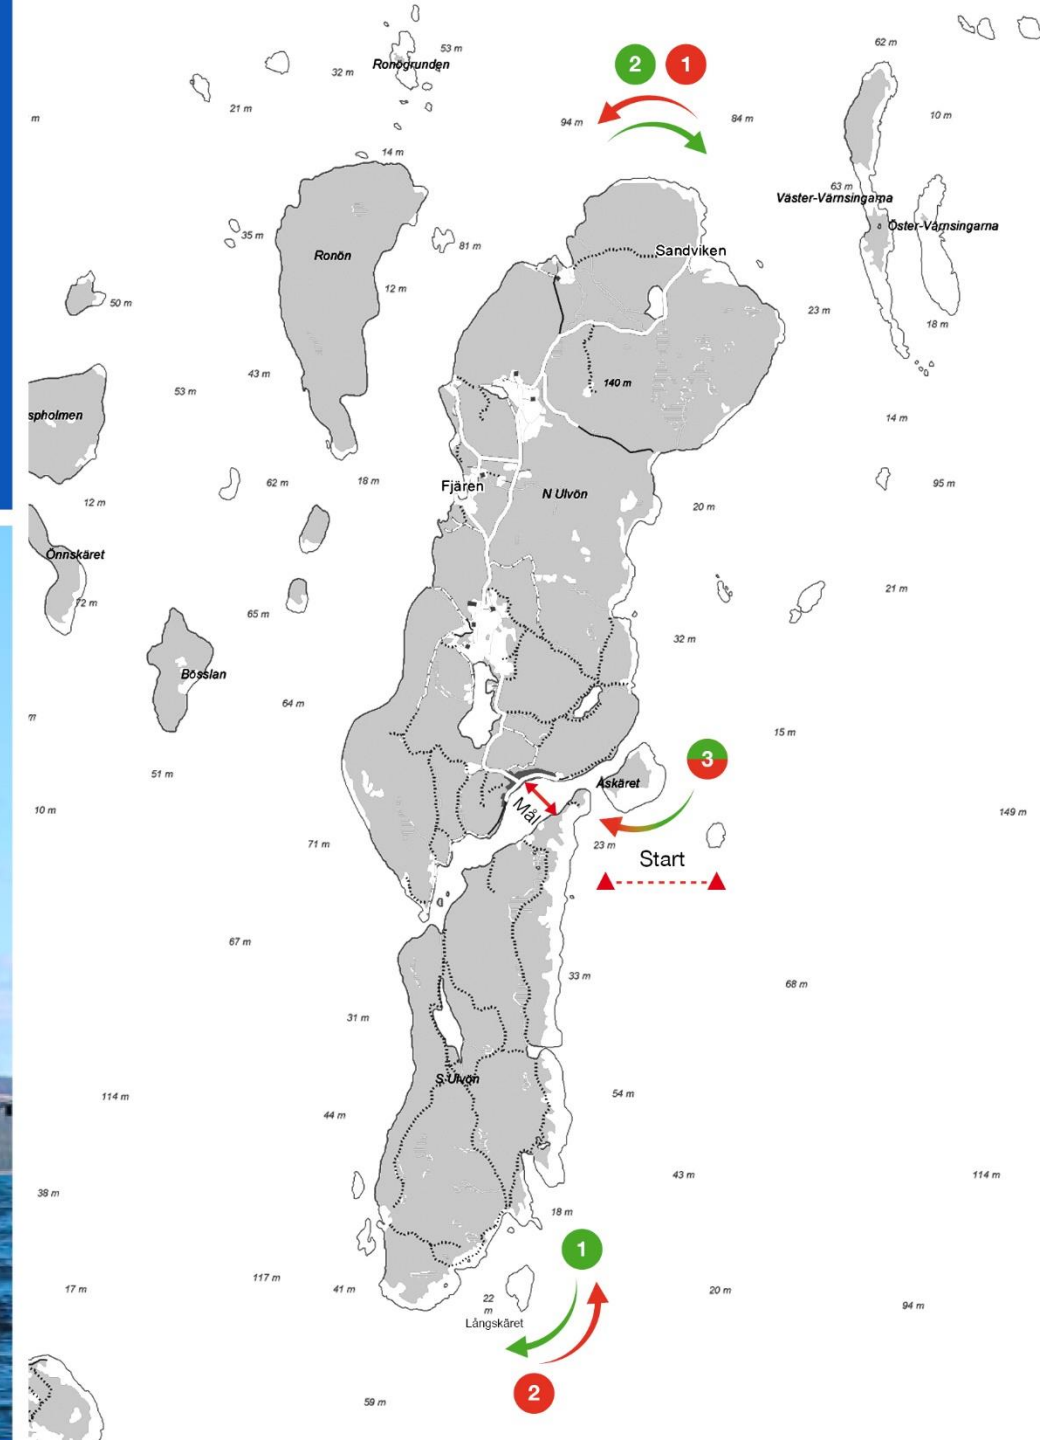 53 m
62 m
Ronögrunden
32 m
2
1
21 m
94 m
84 m
10 m
m
14 m
63 m
Väster-Värnsingarna
Öster-Värnsingarna
35 m
81 m
Sandviken
Ronön
12 m
50 m
23 m
18 m
43 m
53 m
140 m
spholmen
14 m
62 m
18 m
Fjären
N Ulvön
95 m
12 m
20 m
Önnskäret
72 m
21 m
65 m
32 m
Bösslan
64 m
m
15 m
3
51 m
Åskäret
10 m
Mål
149 m
71 m
23 m
Start
67 m
33 m
68 m
31 m
S Ulvön
114 m
44 m
54 m
43 m
114 m
38 m
18 m
1
117 m
41 m
17 m
20 m
22
m
94 m
Långskäret
2
59 m